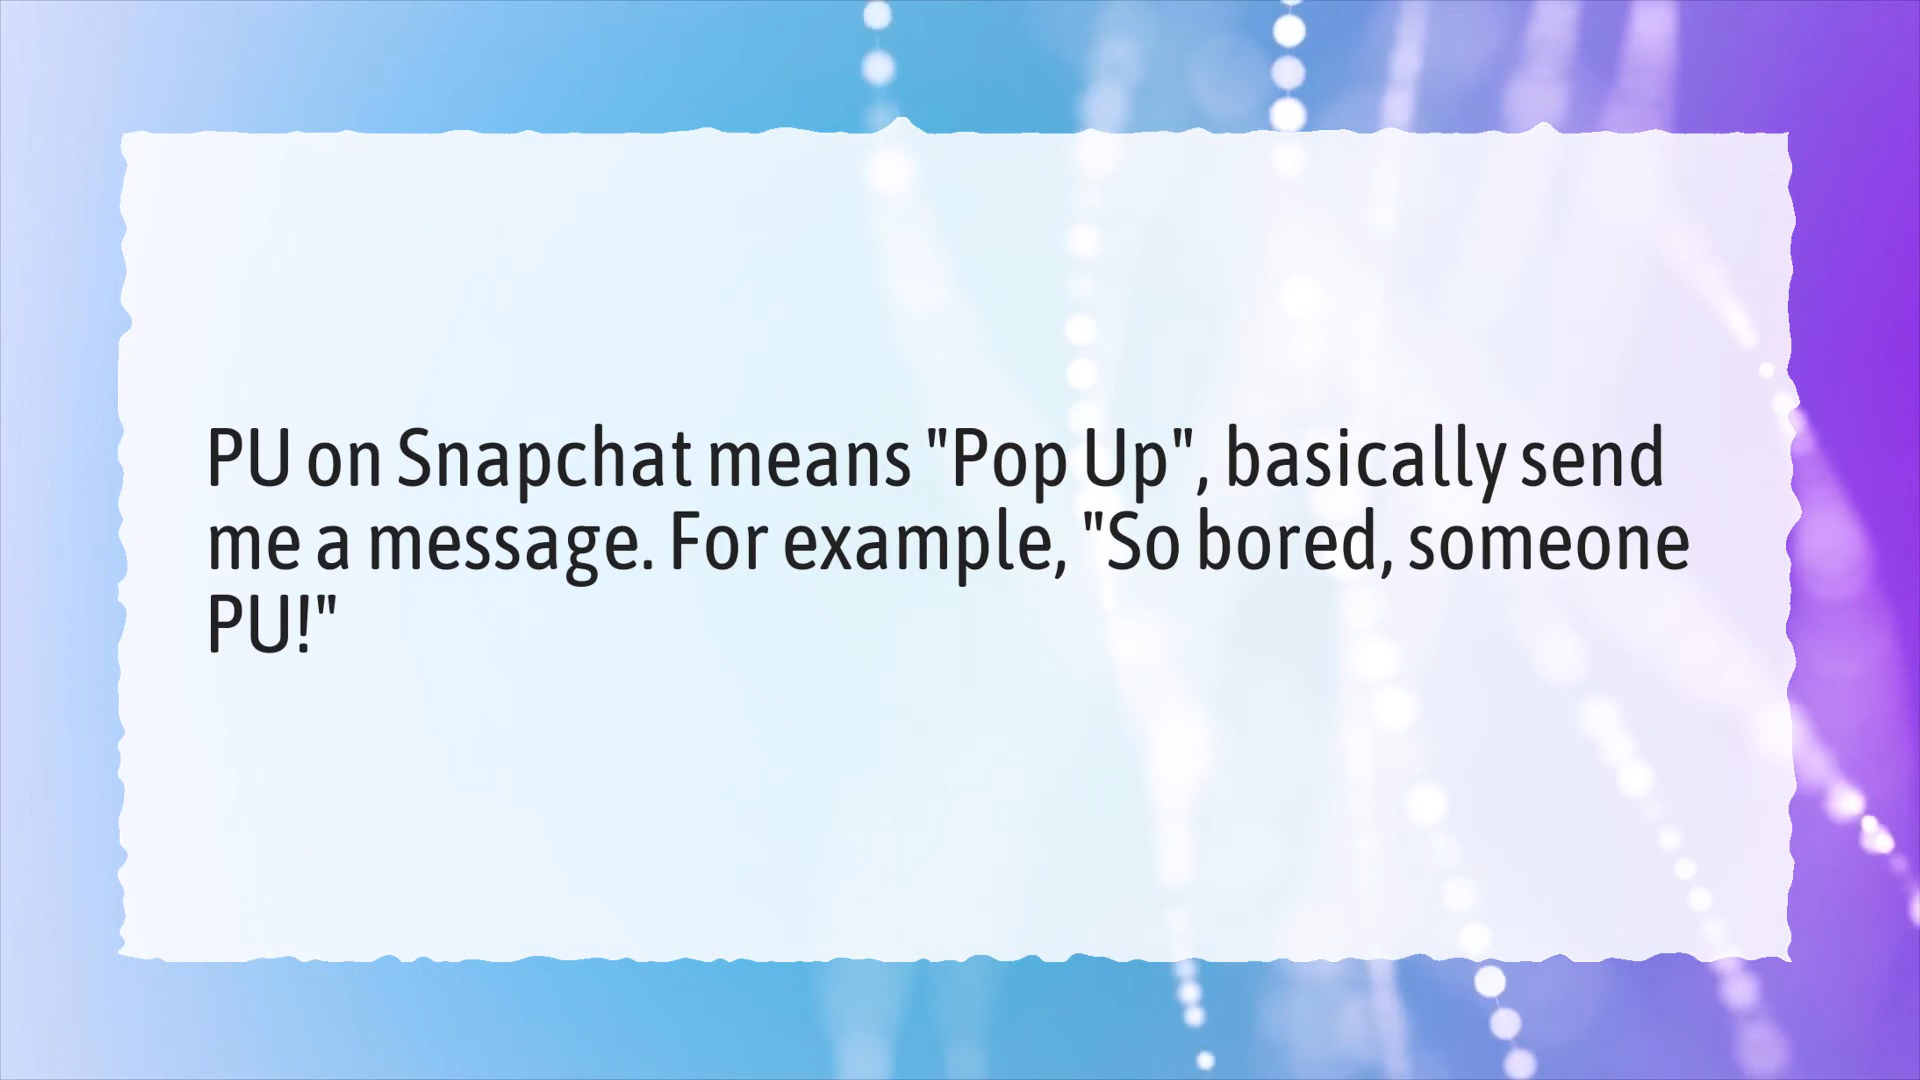 PU on Snapchat means "Pop Up", basically send
me a message. For example, "So bored, someone
PU!"